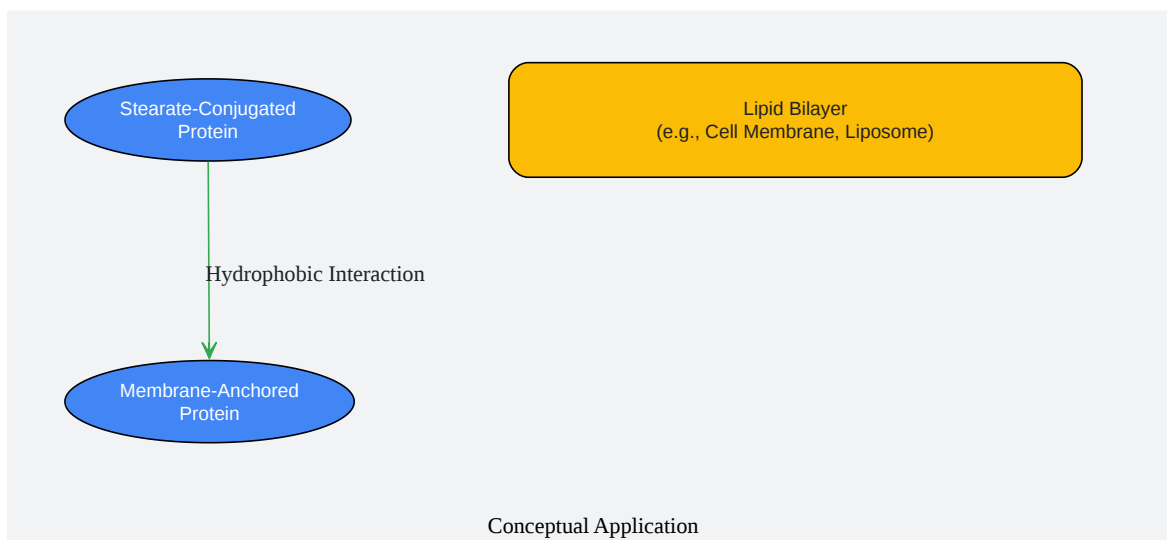 Stearate-Conjugated
Protein
Lipid Bilayer
(e.g., Cell Membrane, Liposome)
Hydrophobic Interaction
Membrane-Anchored
Protein
Conceptual Application